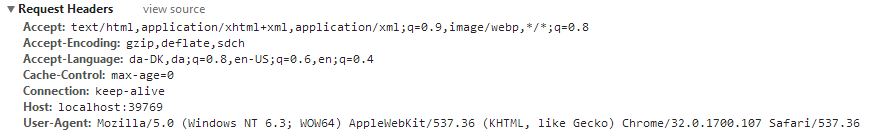 Request Headers view source
Accept: text/html,application/xhtml+xml,application/xml;q=0.9,image/webp,*/*;q=0.8
Accept-Encoding: gzip,deflate,sdch
Accept-Language: da-DK,da;q=0.8,en-US;q=0.6,en;q=0.4
Cache-Control: max-age=0
Connection: keep-alive
Host: localhost:39769
User-Agent: Mozilla/5.0 (Windows NT 6.3; WOW64) AppleWebKit/537.36 (KHTML, like Gecko) Chrome/32.0.1700.107 Safari/537.36